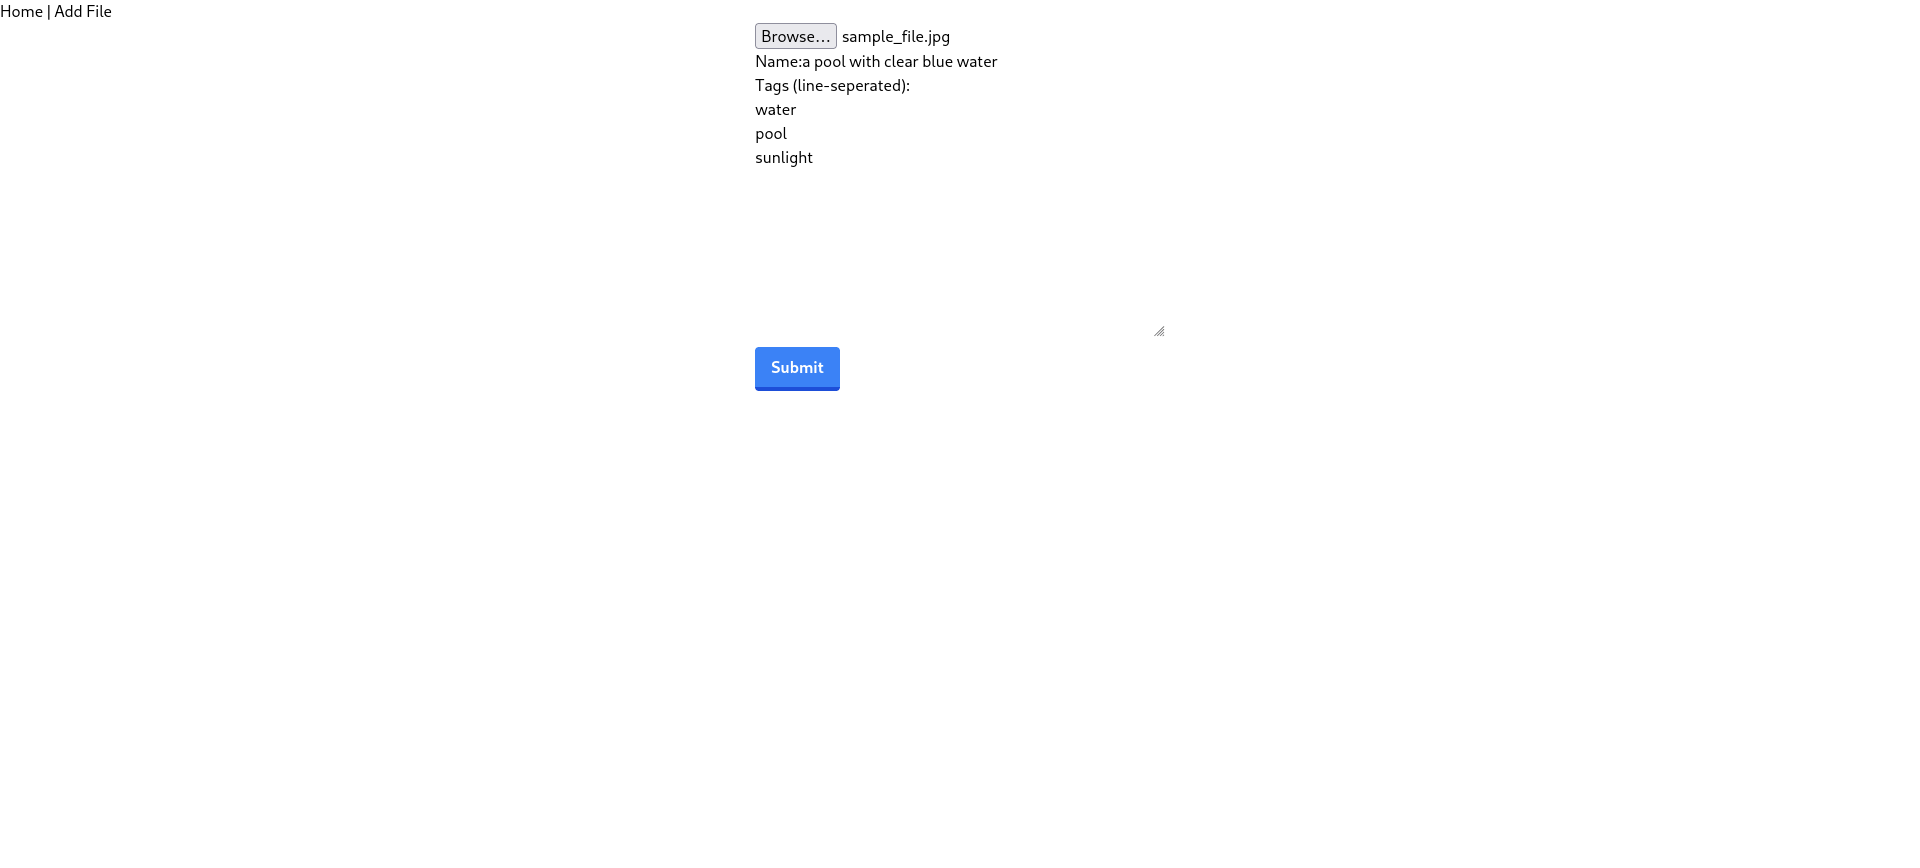 Home | Add File
Browse... sample_file.jpg
Name:a pool with clear blue water
Tags (line-seperated):
water
pool
sunlight
Submit